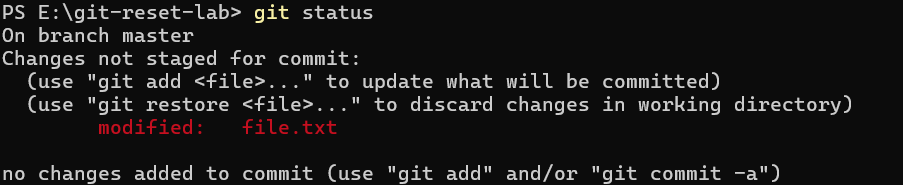 PS E:\git-reset-lab> git status
On branch master
Changes not staged for commit:
  (use "git add <file>..." to update what will be committed)
  (use "git restore <file>..." to discard changes in working directory)
        modified:   file.txt

no changes added to commit (use "git add" and/or "git commit -a")